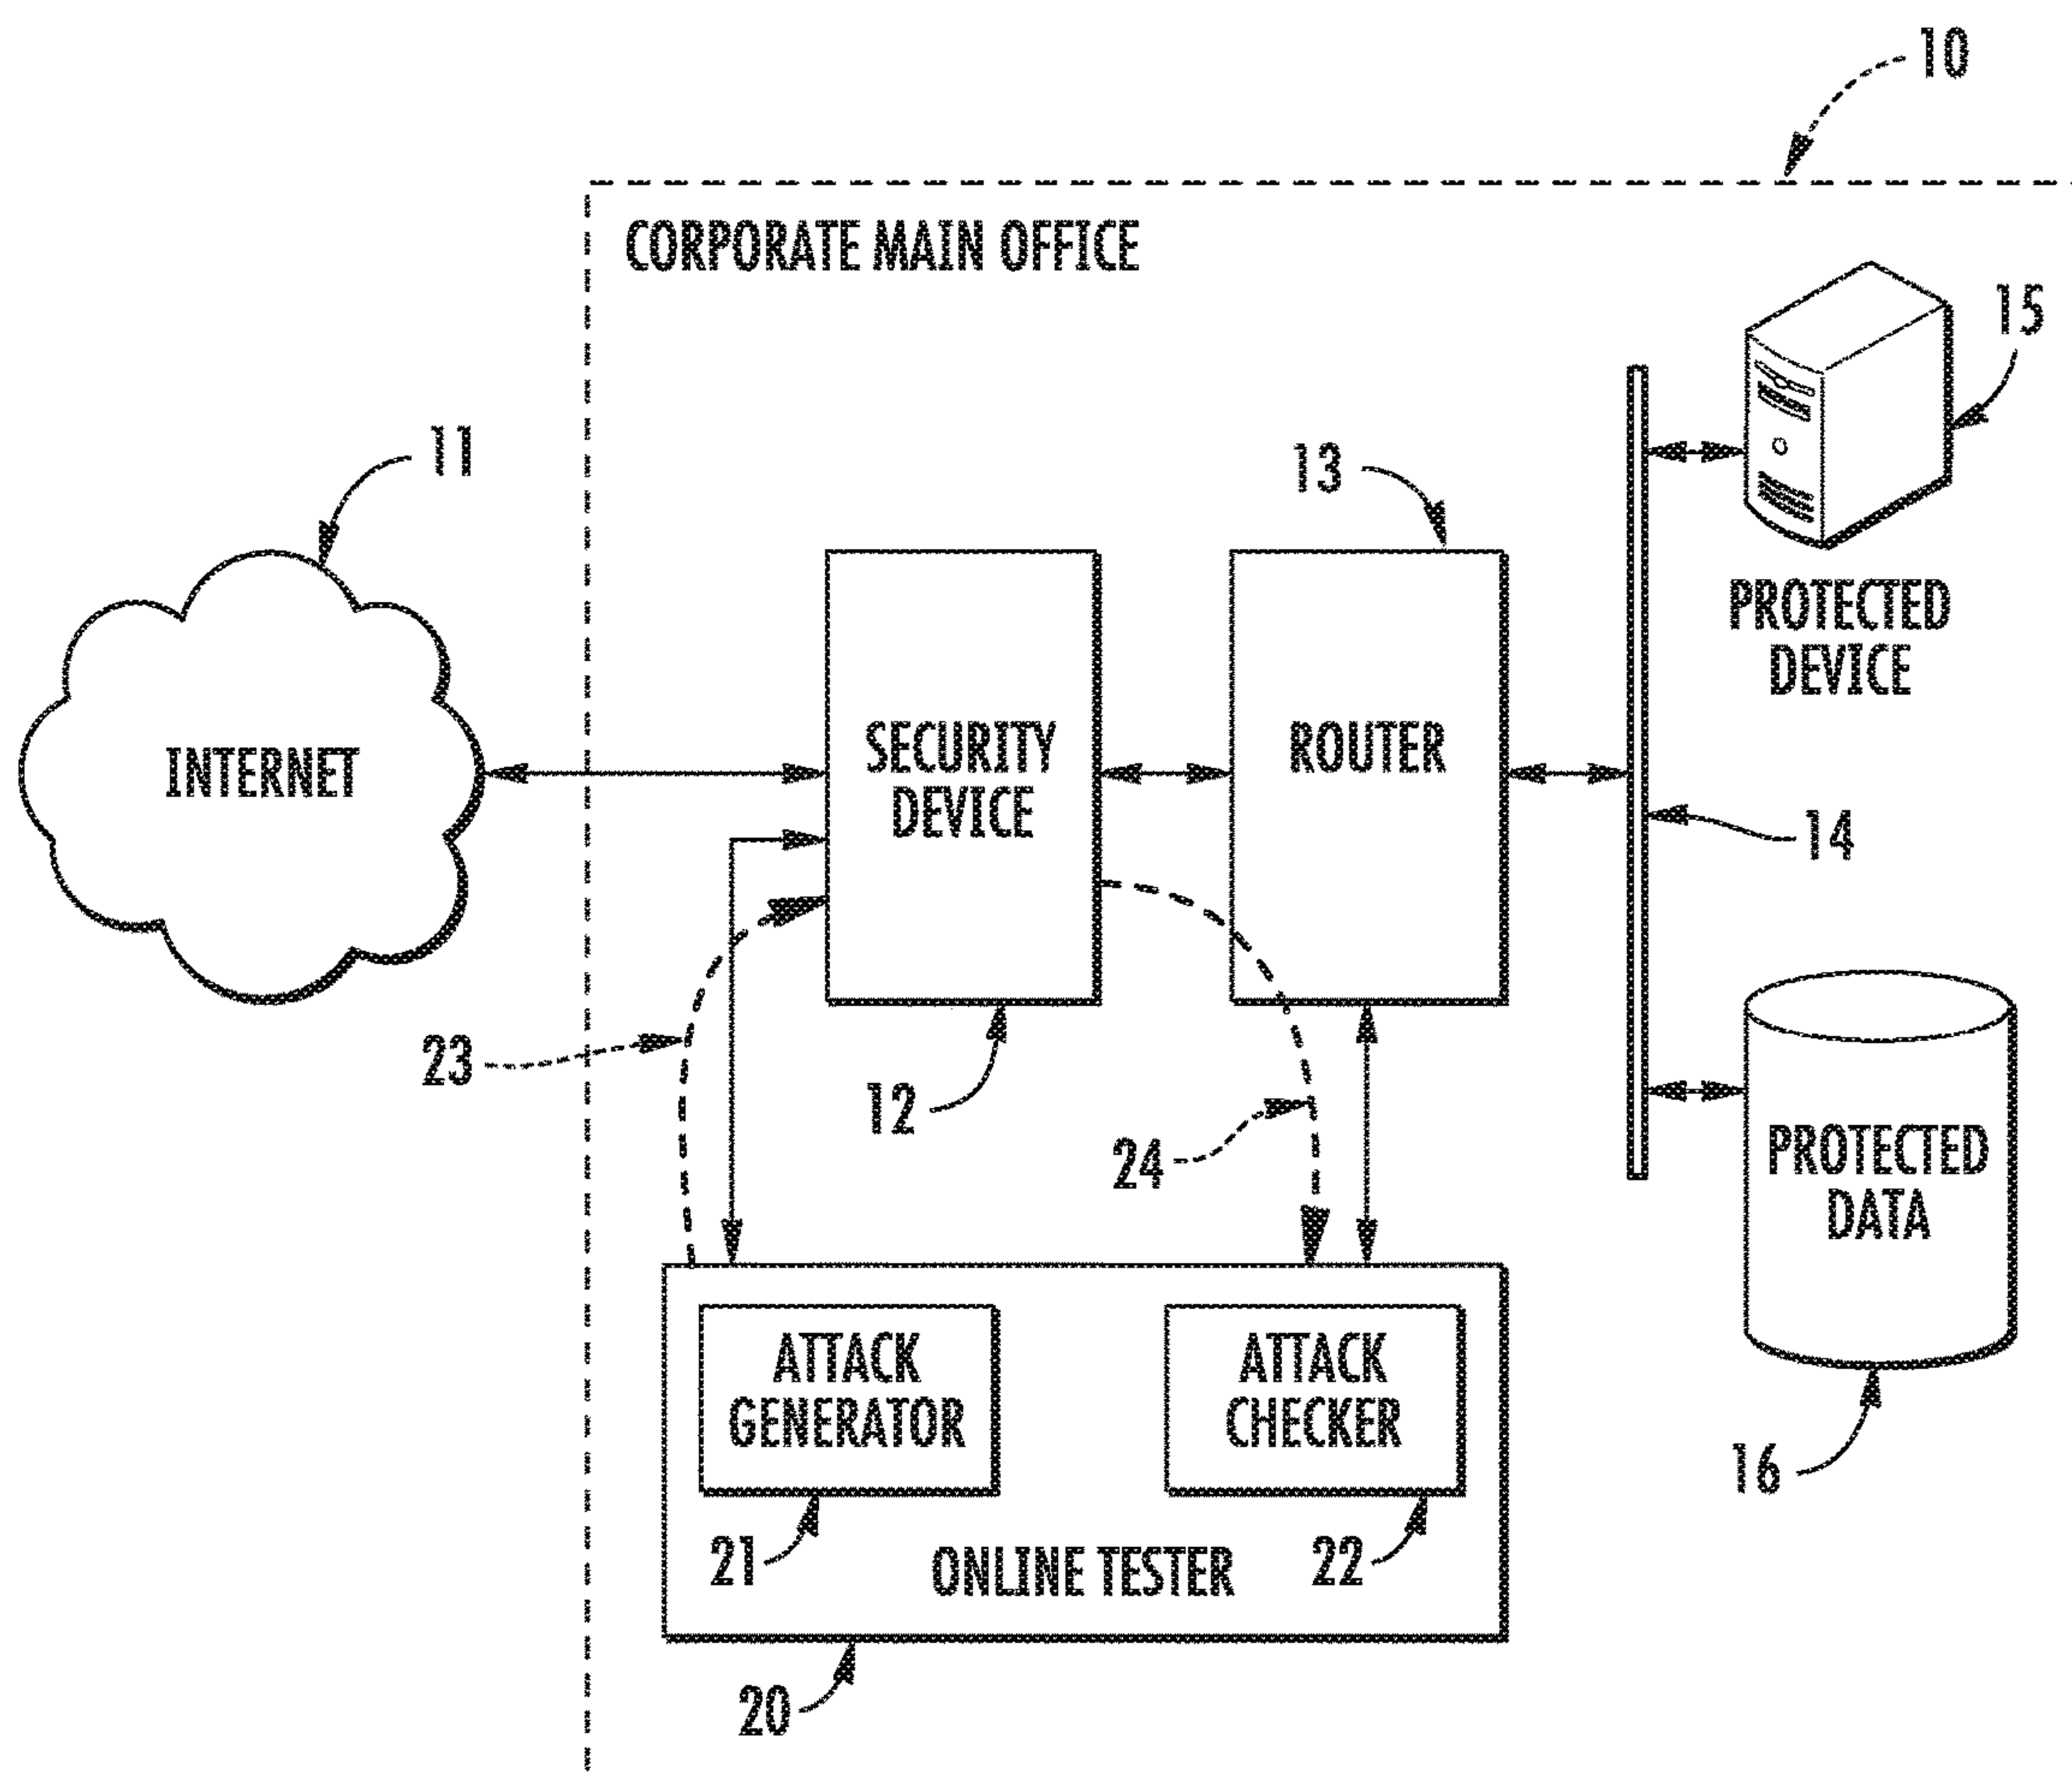 10
CORPORATE MAIN OFFICE
15
11
13
PROTECTED
DEVICE
INTERNET
SECURITY
DEVICE
ROUTER
14
23
12
24
PROTECTED
DATA
ATTACK
GENERATOR
ATTACK
CHECKER
16
21
ONLINE TESTER
22
20